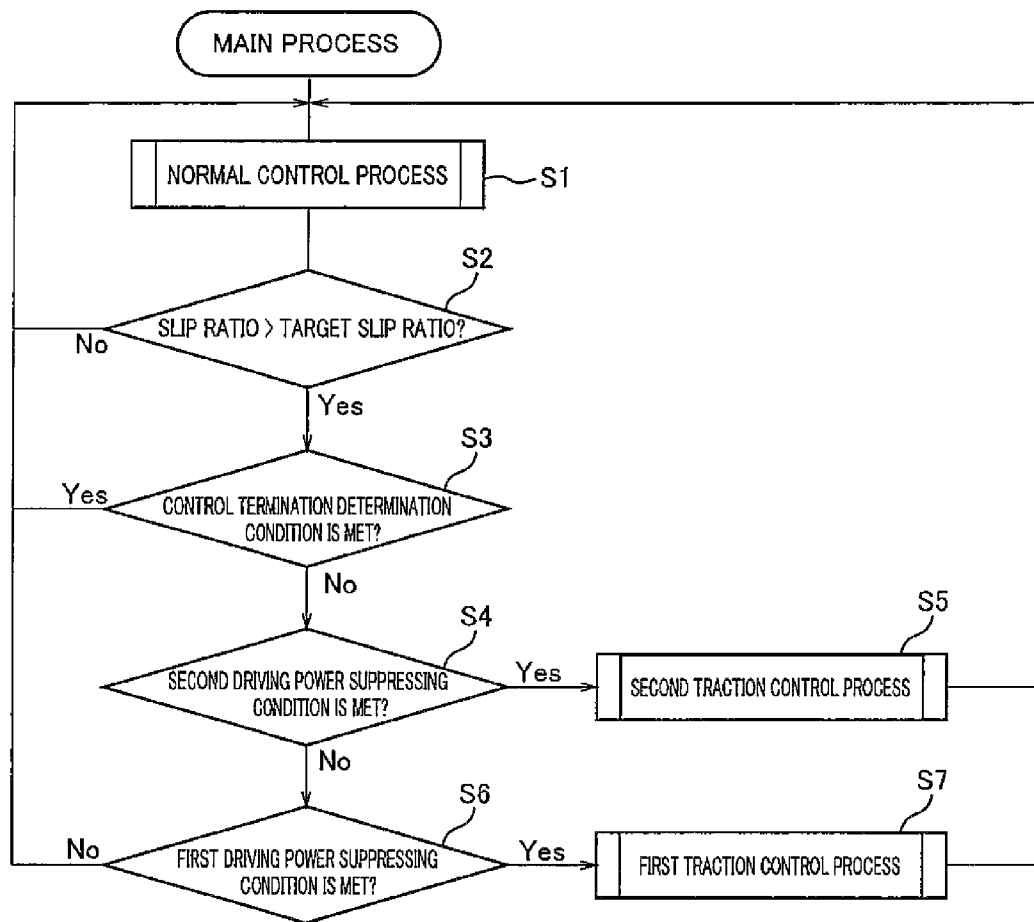 MAIN PROCESS
NORMAL CONTROL PROCESS
S1
S2
SLIP RATIO > TARGET SLIP RATIO?
No
Yes
S3
Yes
CONTROL TERMINATION DETERMINATION
CONDITION IS MET?
No
S4
S5
SECOND DRIVING POWER SUPPRESSING
CONDITION IS MET?
Yes
SECOND TRACTION CONTROL PROCESS
No
S6
S7
No
FIRST DRIVING POWER SUPPRESSING
CONDITION IS MET?
Yes
FIRST TRACTION CONTROL PROCESS